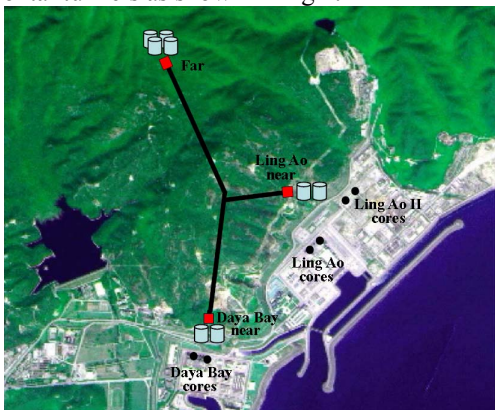 Far
Ling Ao
near
Ling Ao II
cores
Ling Ao
cores
Daya Bay
near
Daya Bay
cores